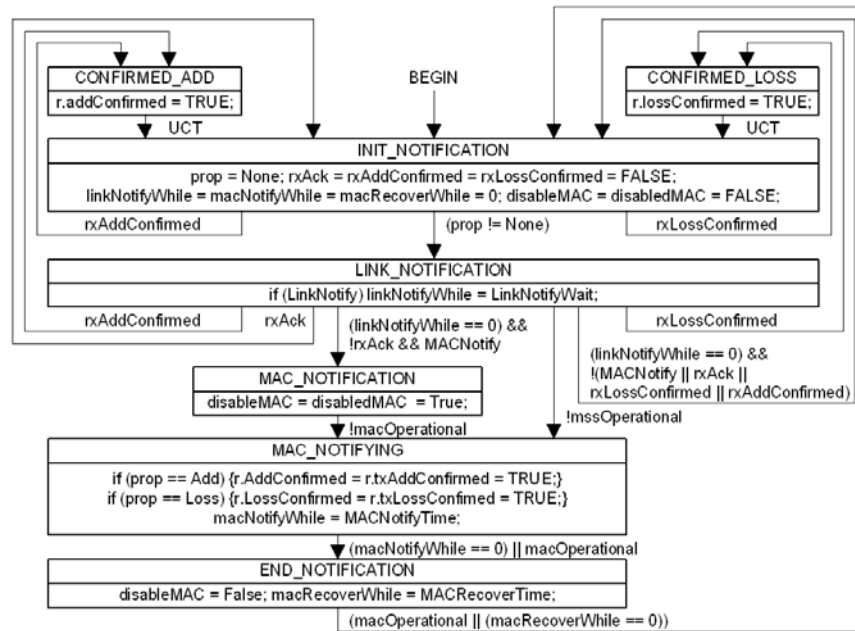 BEGIN
CONFIRMED_ADD
r.addConfirmed = TRUE;
UCT
CONFIRMED_LOSS
r.lossConfirmed = TRUE;
UCT
INIT_NOTIFICATION
prop = None; rxAck = rxAddConfirmed = rxLossConfirmed = FALSE;
linkNotifyWhile = macNotifyWhile = macRecoverWhile = 0; disableMAC = disabledMAC = FALSE;
rxAddConfirmed
(prop != None)
rxLossConfirmed
LINK_NOTIFICATION
if (LinkNotify) linkNotifyWhile = LinkNotifyWait;
rxAddConfirmed
rxAck
rxLossConfirmed
(linkNotifyWhile == 0) &&
!rxAck && MACNotify
(linkNotifyWhile == 0) &&
!(MACNotify || rxAck ||
rxLossConfirmed || rxAddConfirmed)
MAC_NOTIFICATION
disableMAC = disabledMAC = True;
!macOperational
!mssOperational
MAC_NOTIFYING
if (prop == Add) {r.AddConfirmed = r.txAddConfirmed = TRUE;}
if (prop == Loss) {r.LossConfirmed = r.txLossConfimed = TRUE;}
macNotifyWhile = MACNotifyTime;
(macNotifyWhile == 0) || macOperational
END_NOTIFICATION
disableMAC = False; macRecoverWhile = MACRecoverTime;
(macOperational || (macRecoverWhile == 0))